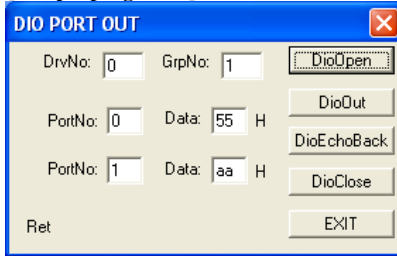 DIO PORT OUT
DrvNo: 0 GrpNo: 1 DioOpen
DioOut
PortNo: 0 Data: 55 H
DioEchoBack
PortNo: 1 Data: aa H
DioClose
Ret EXIT